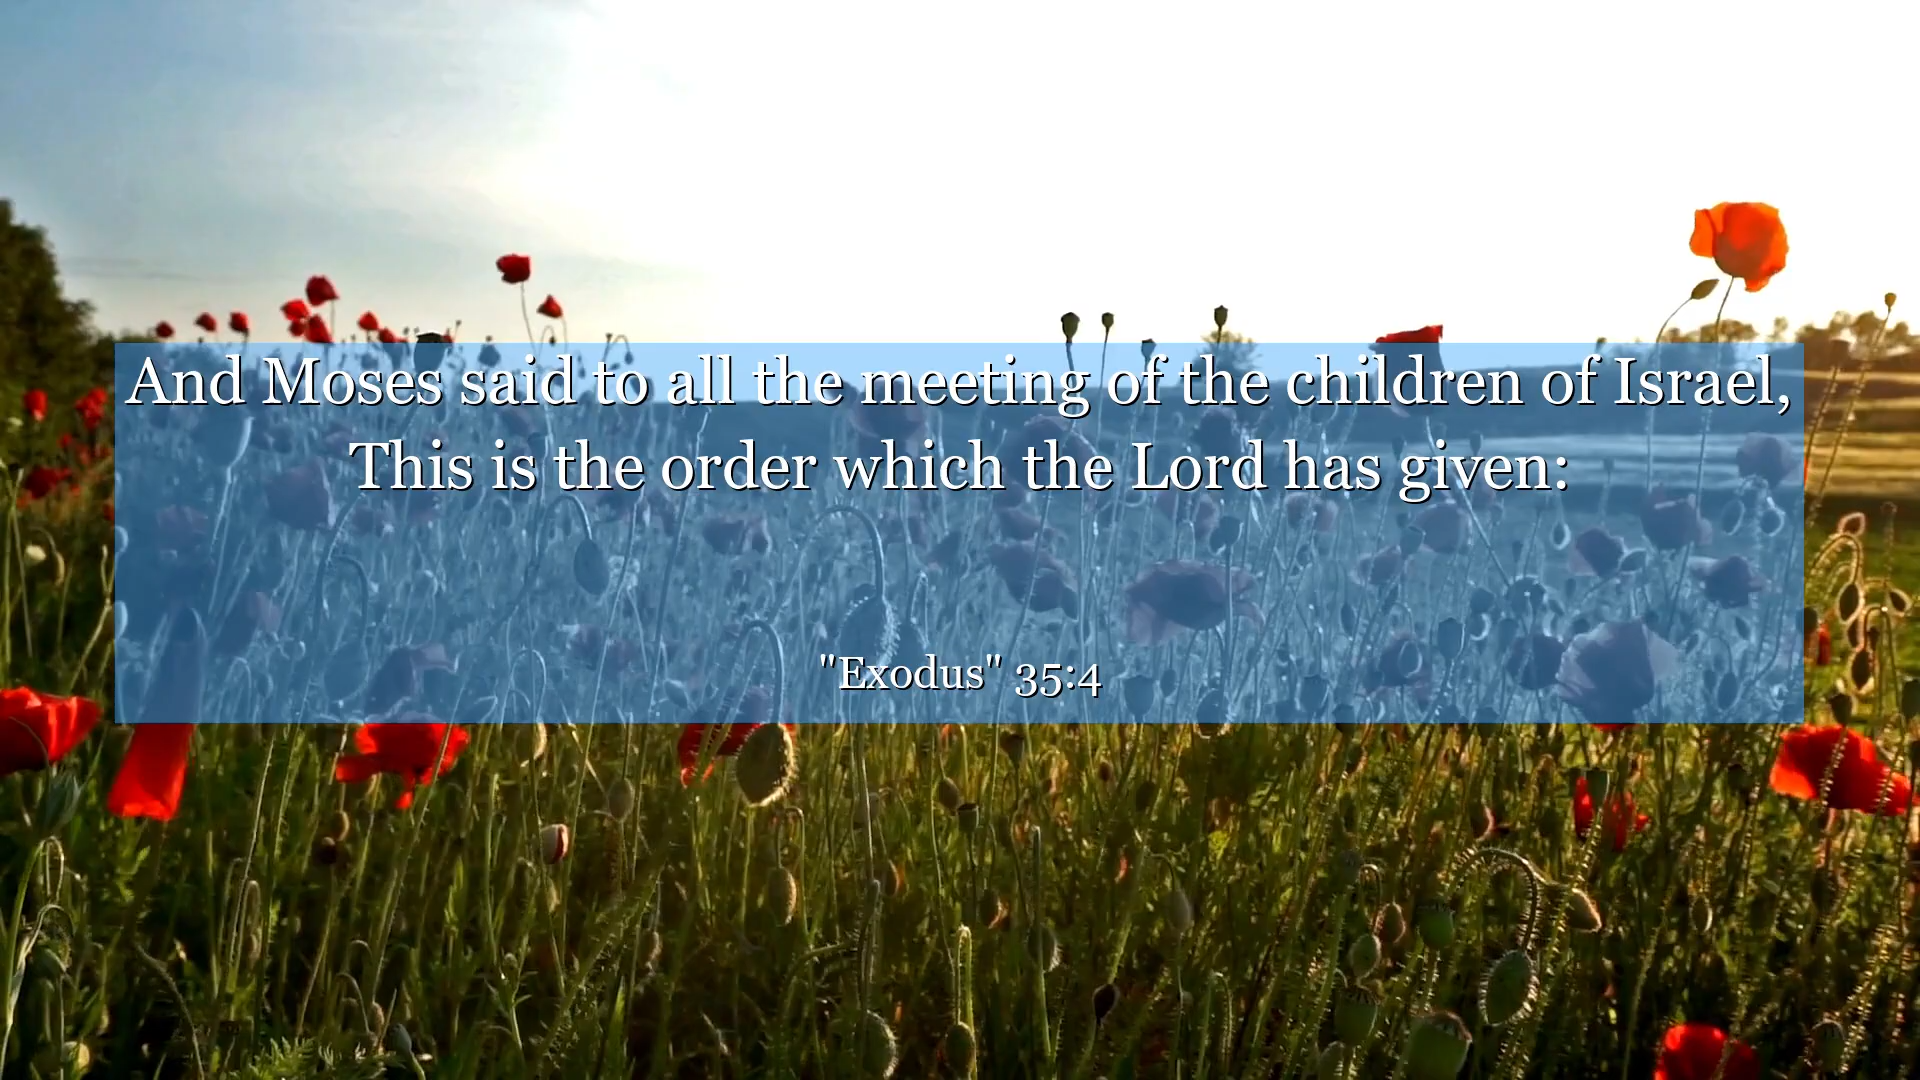 And Moses said to all the meeting of the children of Israel,
This is the order which the Lord has given:
"Exodus" 35:4